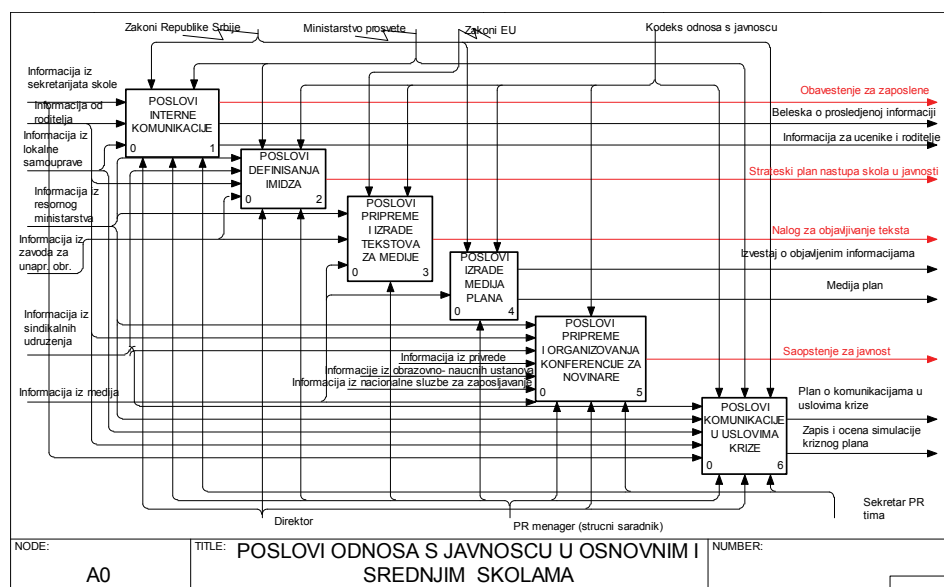 Zakoni Republike Srbije
Ministarstvo prosvete
Zakoni EU
Kodeks odnosa s javnoscu
Informacija iz
sekretarijata skole
Informacija od
roditelja
Informacija iz
lokalne
samouprave
Informacija iz
resornog
ministarstva
Informacija iz
zavoda za
unapr. obr.
Informacija iz
sindikalnih
udruzenja
Informacija iz medija
POSLOVI
INTERNE
KOMUNIKACIJE
0 1
POSLOVI
DEFINISANJA
IMIDZA
0 2
POSLOVI
PRIPREME
I IZRADE
TEKSTOVA
ZA MEDIJE
0 3
POSLOVI
IZRADE
MEDIJA
PLANA
0 4
POSLOVI
PRIPREME
I ORGANIZOVANJA
KONFERENCIJE ZA
NOVINARE
0 5
Informacija iz privrede
Informacije iz obrazovno- naucnih ustanova
Informacija iz nacionalne sluzbe za zaposljavanje
POSLOVI
KOMUNIKACIJE
U USLOVIMA
KRIZE
0 6
Obavestenje za zaposlene
Beleska o prosledjenoj informaciji
Informacija za ucenike i roditelje
Strateski plan nastupa skola u javnosti
Nalog za objavljivanje teksta
Izvestaj o objavljenim informacijama
Medija plan
Saopstenje za javnost
Plan o komunikacijama u
uslovima krize
Zapis i ocena simulacije
kriznog plana
Direktor
PR menager (strucni saradnik)
Sekretar PR
tima
NODE:
A0
TITLE: POSLOVI ODNOSA S JAVNOSCU U OSNOVNIM I
SREDNJIM SKOLAMA
NUMBER: